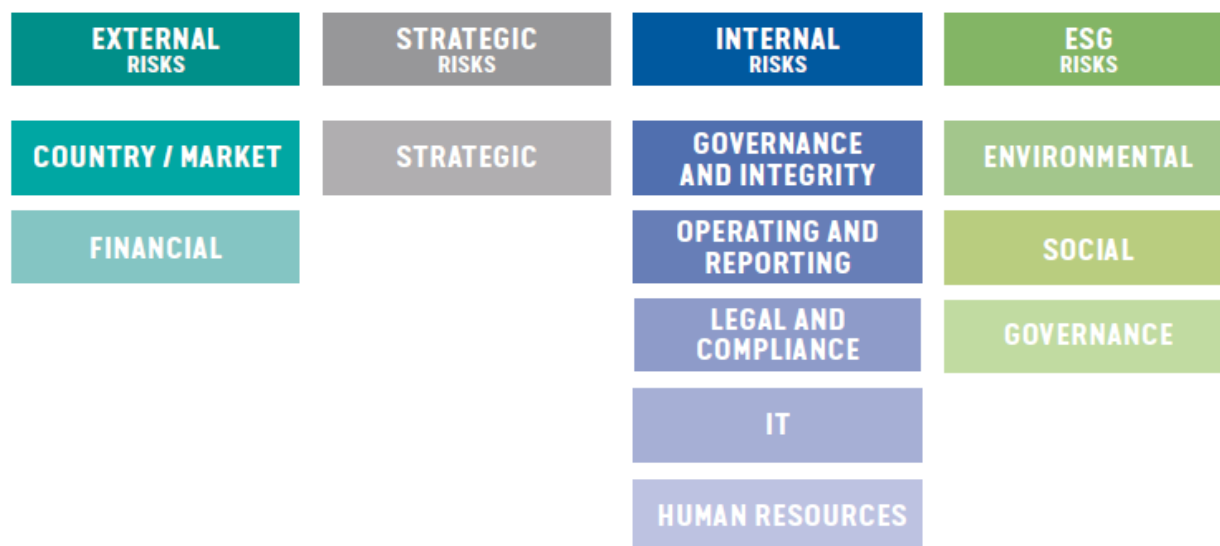 EXTERNAL
RISKS
STRATEGIC
RISKS
INTERNAL
RISKS
ESG
RISKS
COUNTRY / MARKET
STRATEGIC
GOVERNANCE
AND INTEGRITY
ENVIRONMENTAL
FINANCIAL
OPERATING AND
REPORTING
SOCIAL
LEGAL AND
COMPLIANCE
GOVERNANCE
IT
HUMAN RESOURCES